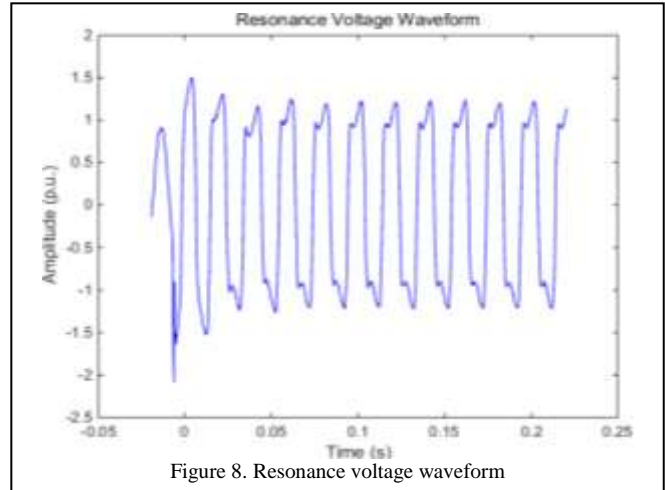 Resonance Voltage Waveform
2
1.5
1
0.5
0
-0.5
-1
-1.5
-2
-2.5
Amplitude (p.u.)
-0.05 0 0.05 0.1 0.15 0.2 0.25
Time (s)
Figure 8. Resonance voltage waveform